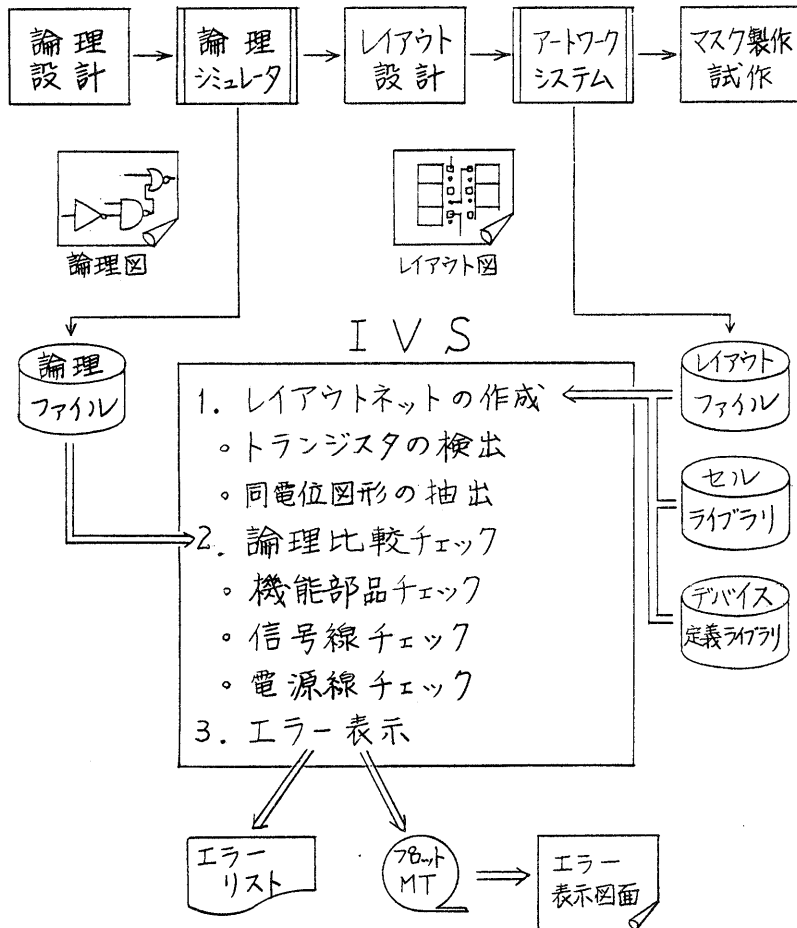 論理
設計
論理
シミュレータ
レイアウト
設計
アートワーク
システム
マスク製作
試作
論理図
レイアウト図
IVS
論理
ファイル
レイアウト
ファイル
セル
ライブラリ
デバイス
定義ライブラリ
1. レイアウトネットの作成
。トランジスタの検出
。同電位図形の抽出
2. 論理比較チェック
。機能部品チェック
。信号線チェック
。電源線チェック
3. エラー表示
エラー
リスト
プロット
MT
エラー
表示図面